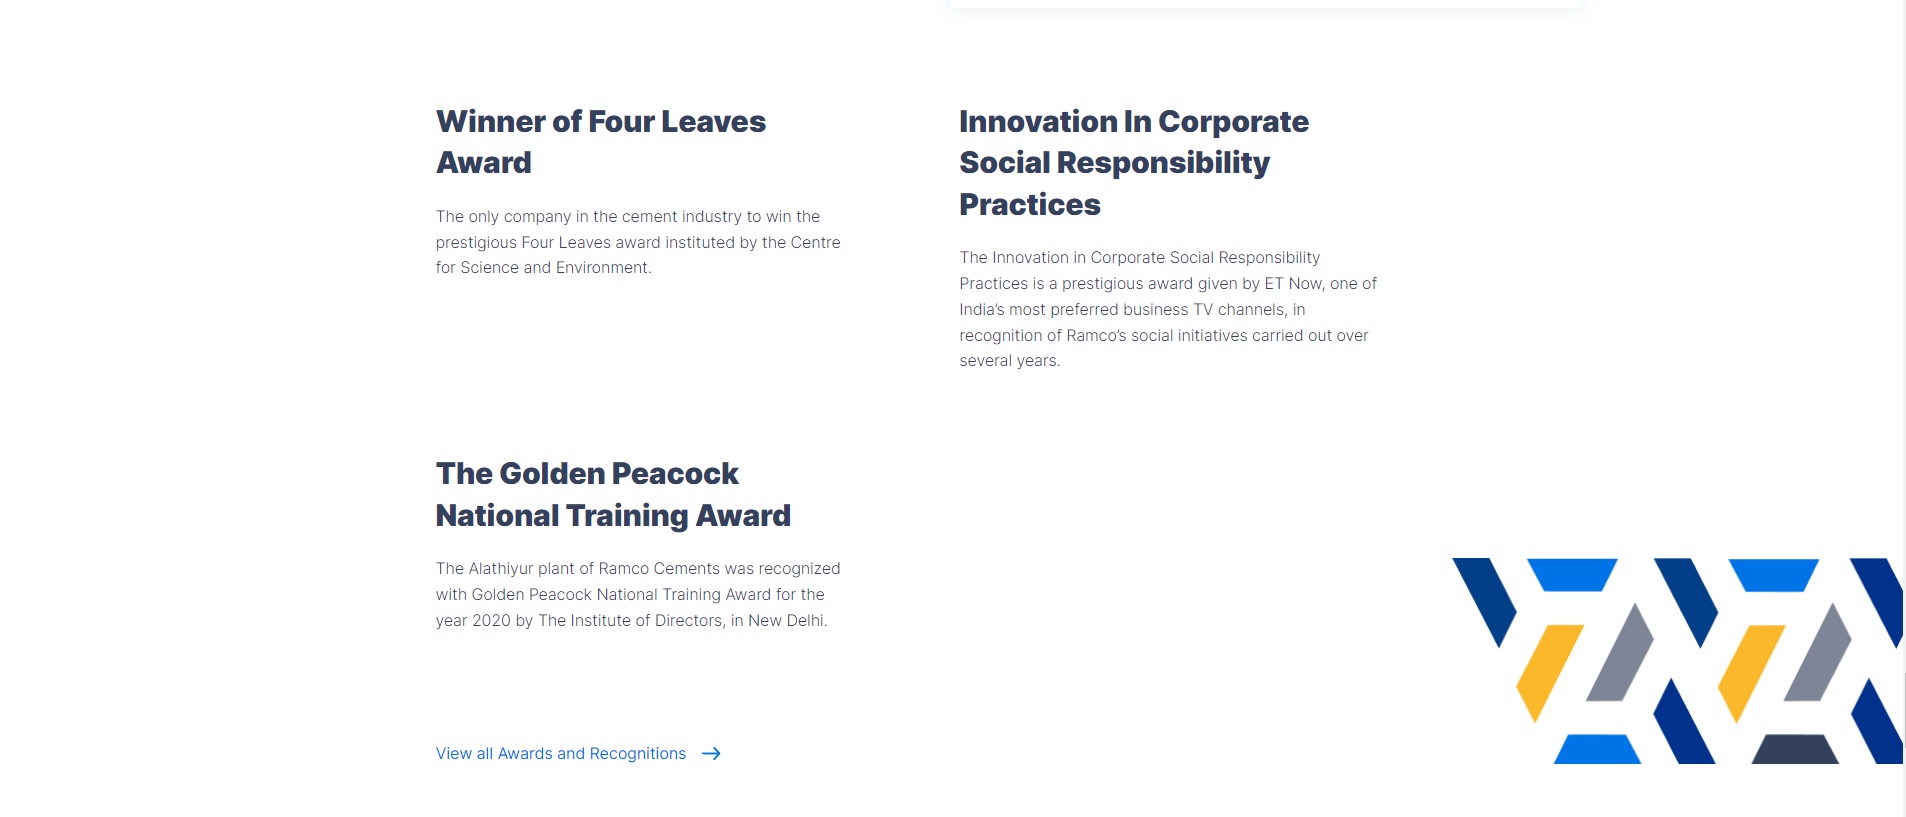 Winner of Four Leaves
Award
The only company in the cement industry to win the
prestigious Four Leaves award instituted by the Centre
for Science and Environment.
Innovation In Corporate
Social Responsibility
Practices
The Innovation in Corporate Social Responsibility
Practices is a prestigious award given by ET Now, one of
India’s most preferred business TV channels, in
recognition of Ramco’s social initiatives carried out over
several years.
The Golden Peacock
National Training Award
The Alathiyur plant of Ramco Cements was recognized
with Golden Peacock National Training Award for the
year 2020 by The Institute of Directors, in New Delhi.
View all Awards and Recognitions